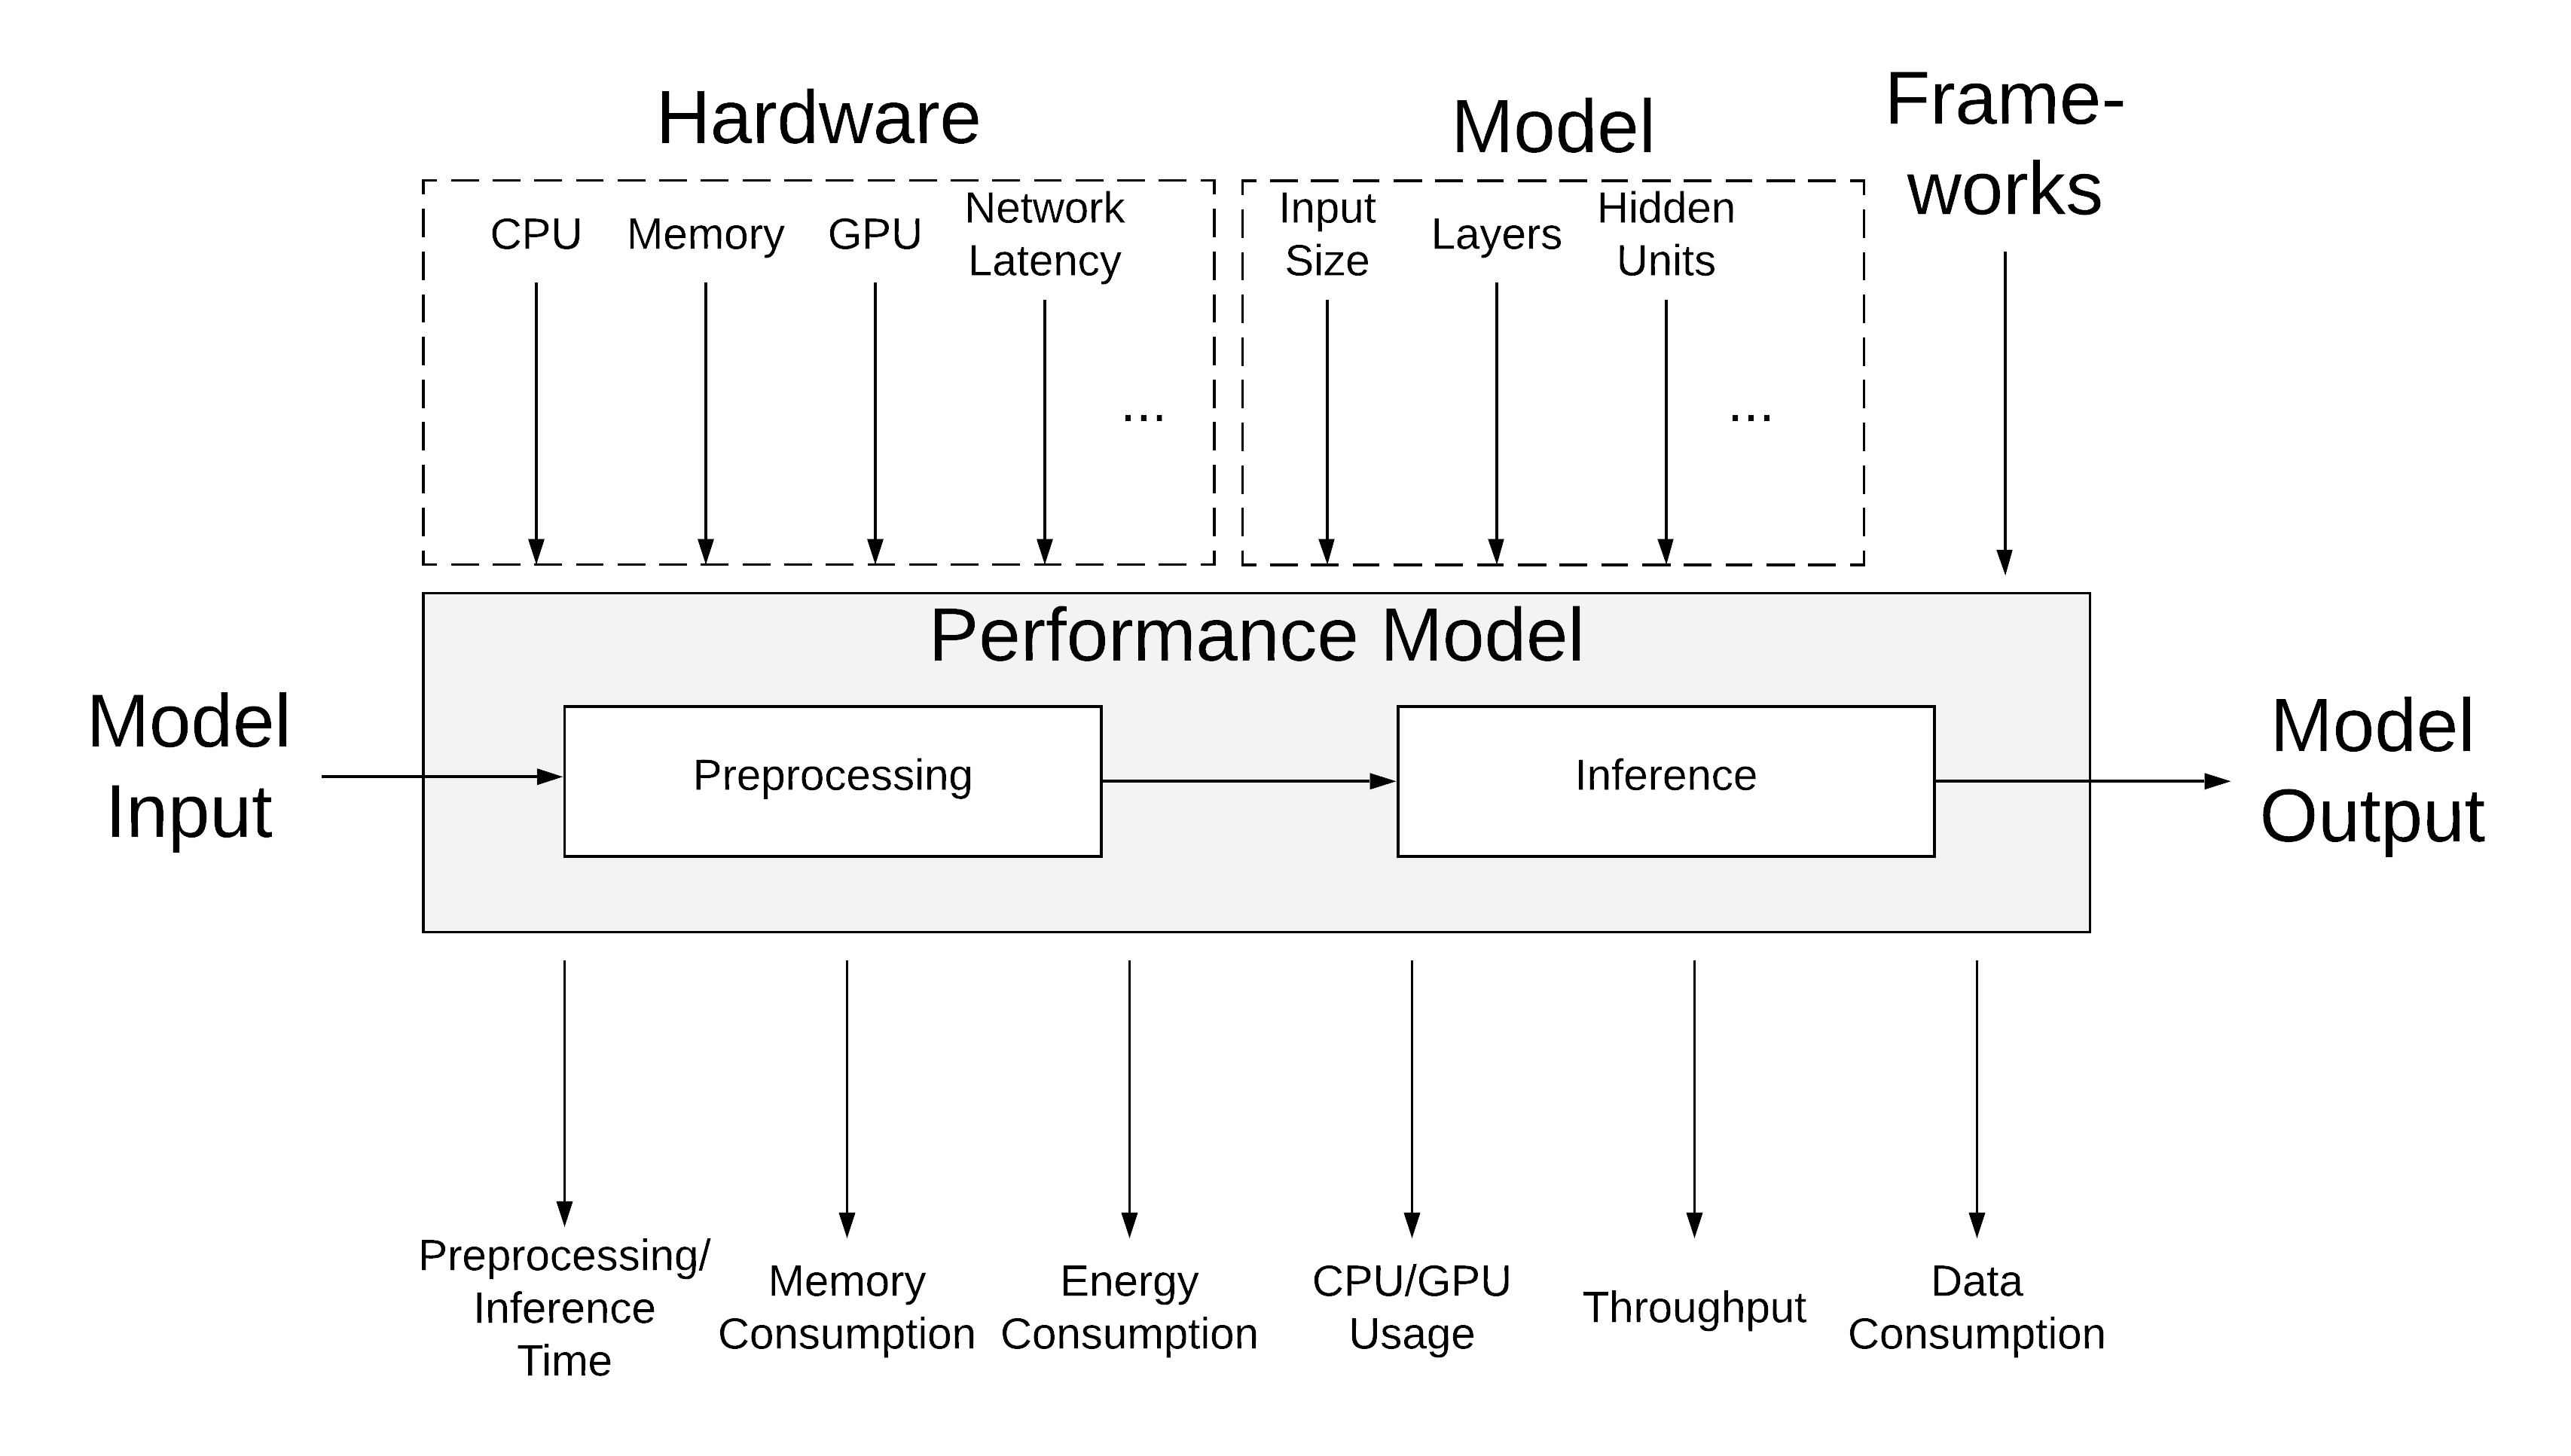 Hardware
Model
Frame-
works
CPU
Memory
GPU
Network
Latency
...
Input
Size
Layers
Hidden
Units
...
Performance Model
Model
Input
Preprocessing
Inference
Model
Output
Preprocessing/
Inference
Time
Memory
Consumption
Energy
Consumption
CPU/GPU
Usage
Throughput
Data
Consumption